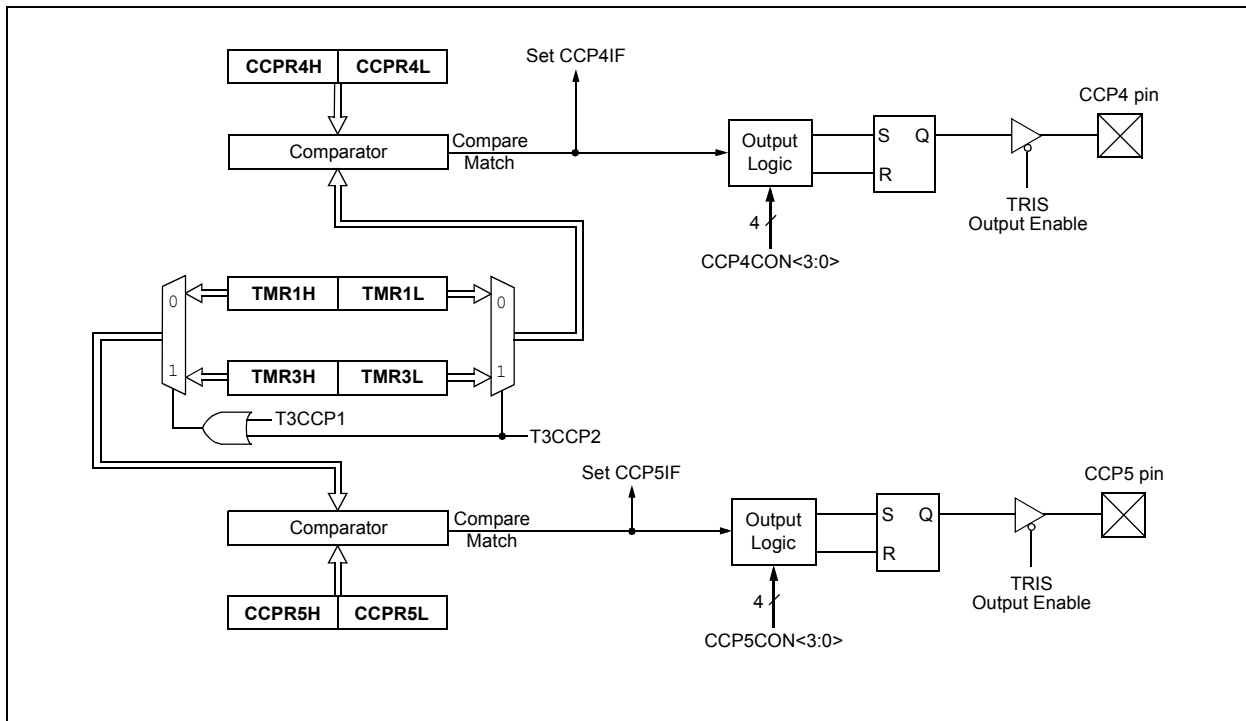 CCPR4H CCPR4L
Set CCP4IF
CCP4 pin
Comparator
Compare
Match
Output
Logic
S Q
R
TRIS
Output Enable
4
CCP4CON<3:0>
0 TMR1H TMR1L 0
1 TMR3H TMR3L 1
T3CCP1
T3CCP2
Set CCP5IF
CCP5 pin
Comparator
Compare
Match
Output
Logic
S Q
R
TRIS
Output Enable
4
CCPR5H CCPR5L
CCP5CON<3:0>